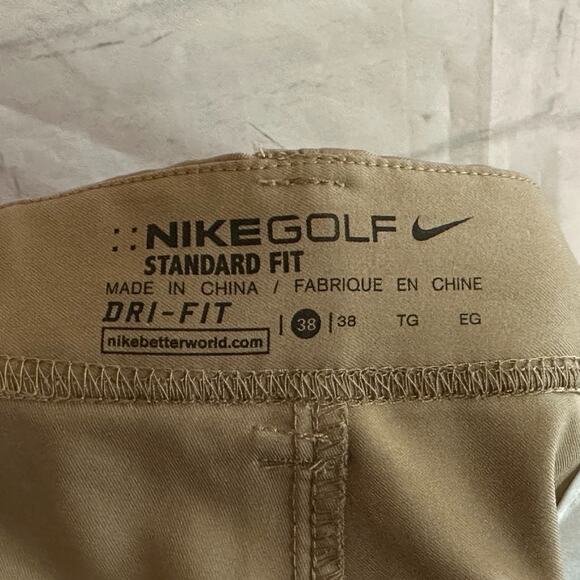 ::NIKEGOLF
STANDARD FIT
MADE IN CHINA / FABRIQUE EN CHINE
DRI-FIT | 38 | 38 TG EG
nikebetterworld.com